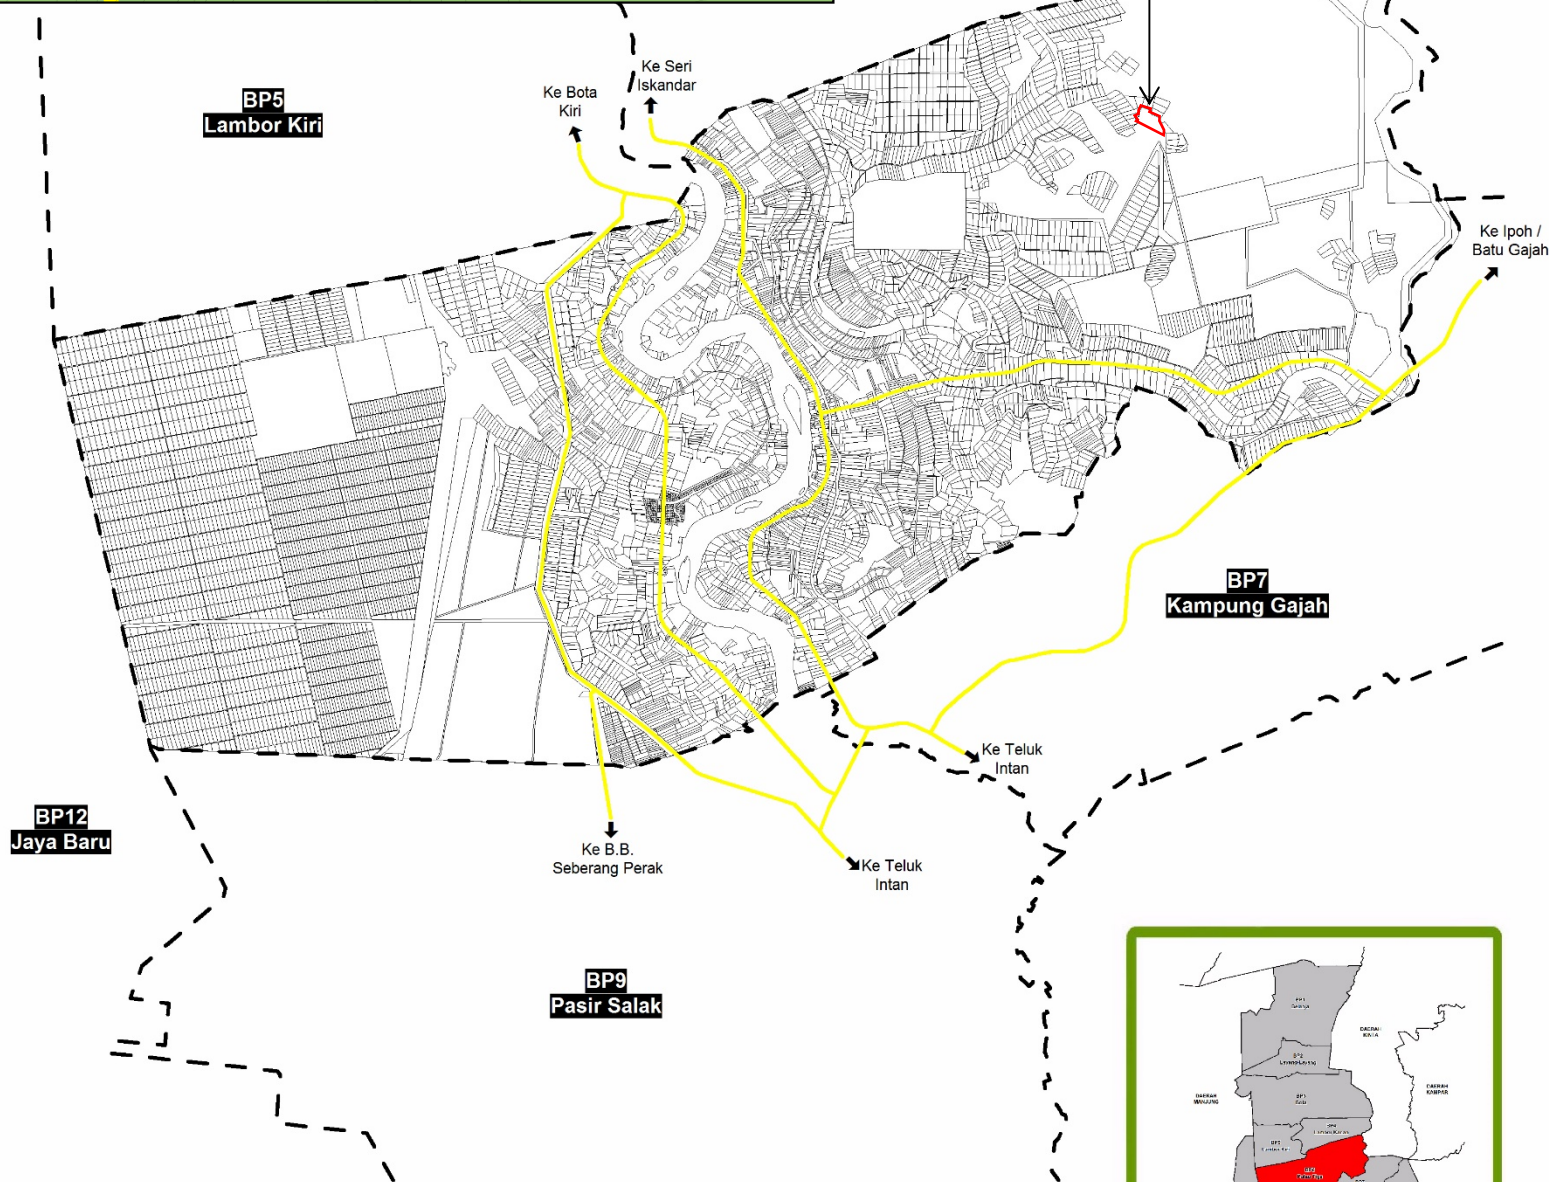 Ke Seri
Iskandar
Ke Bota
Kiri
BP5
Lambor Kiri
Ke Ipoh /
Batu Gajah
BP7
Kampung Gajah
Ke Teluk
Intan
BP12
Jaya Baru
Ke B.B.
Seberang Perak
Ke Teluk
Intan
BP9
Pasir Salak
DAERAH
KINTA
DAERAH
KAMPAR
DAERAH
MANJUNG